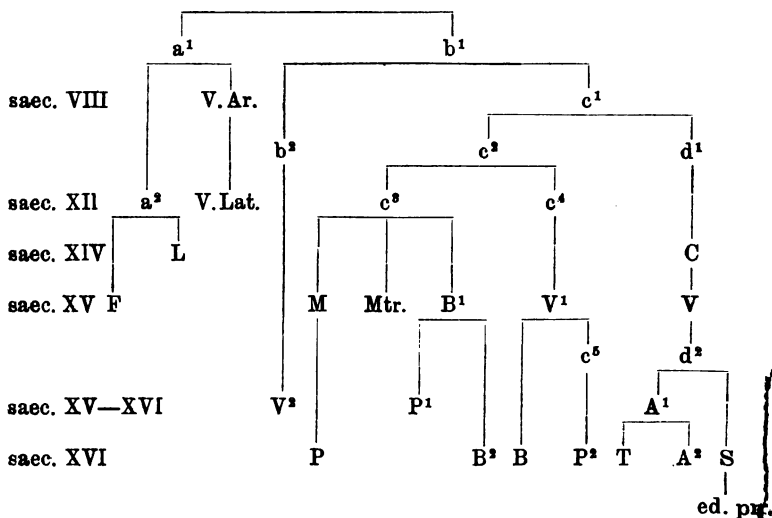 a¹ b¹
saec. VIII V. Ar. c¹
b² c² d¹
saec. XII a² V. Lat. c³ c⁴
saec. XIV L C
saec. XV F M Mtr. B¹ V¹ V
c⁵ d²
saec. XV—XVI V² P¹ A¹
saec. XVI P B² B P² T A² S
ed. pr.